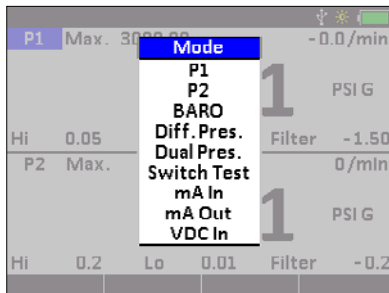 P1 Max. 3000.00 -0.0/min
Mode
P1
P2
BARO
Diff. Pres.
Dual Pres.
Switch Test
mA In
mA Out
VDC In
1 PSI G
Hi 0.05 Filter -1.50
P2 Max. 0/min
1 PSI G
Hi 0.2 Lo 0.01 Filter -0.2